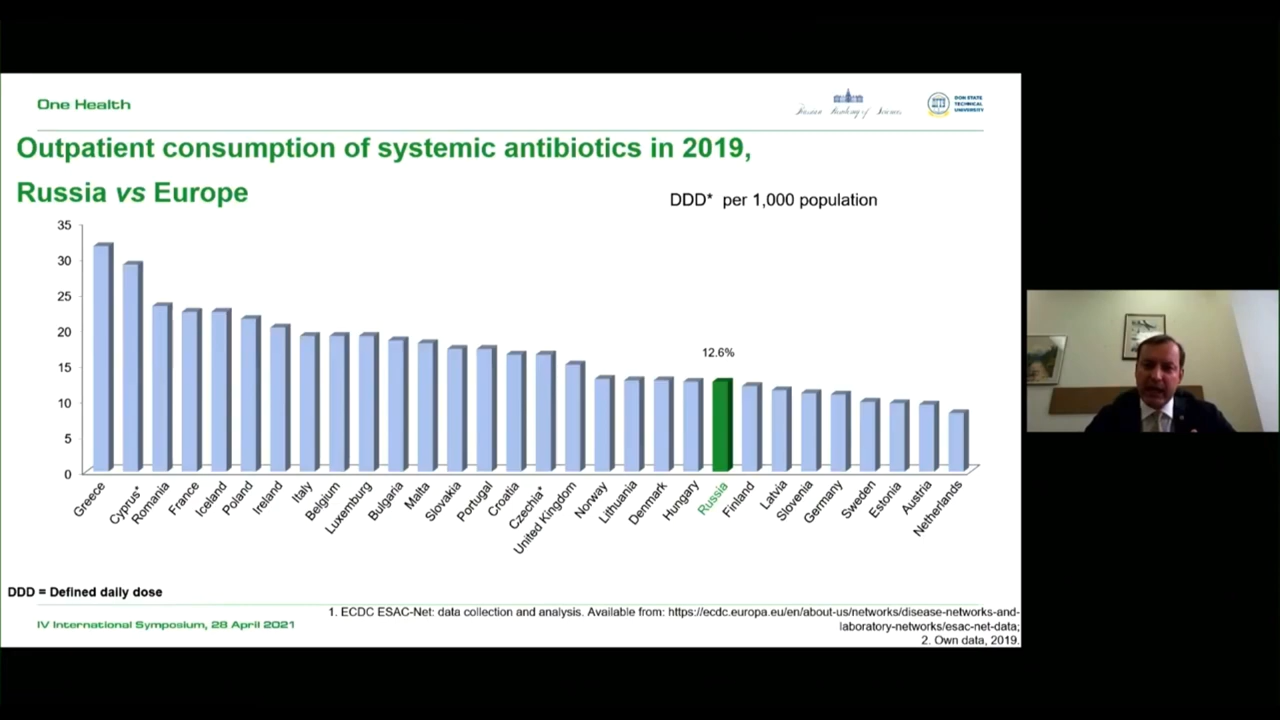 One Health
Russian Academy of Sciences
DON STATE
TECHNICAL
UNIVERSITY
Outpatient consumption of systemic antibiotics in 2019,
Russia vs Europe
DDD* per 1,000 population
35
30
25
20
15
10
5
0
12.6%
Greece
Cyprus*
Romania
France
Iceland
Poland
Ireland
Italy
Belgium
Luxemburg
Bulgaria
Malta
Slovakia
Portugal
Croatia
Czechia*
United Kingdom
Norway
Lithuania
Denmark
Hungary
Russia
Finland
Latvia
Slovenia
Germany
Sweden
Estonia
Austria
Netherlands
DDD = Defined daily dose
1. ECDC ESAC-Net: data collection and analysis. Available from: https://ecdc.europa.eu/en/about-us/networks/disease-networks-and-
laboratory-networks/esac-net-data;
2. Own data, 2019.
IV International Symposium, 28 April 2021